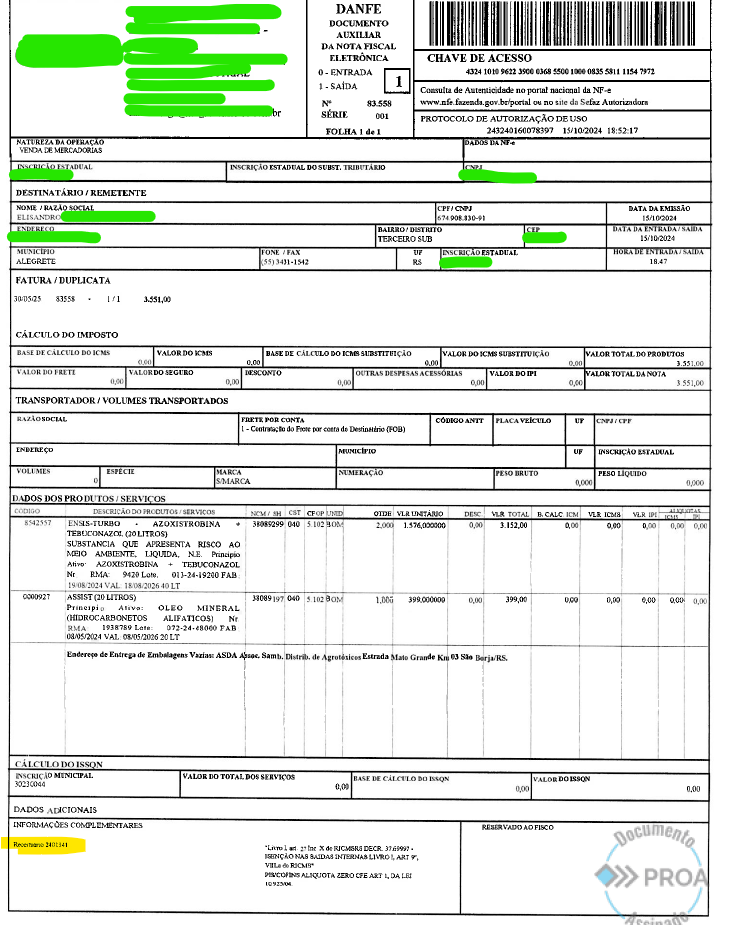 DANFE
DOCUMENTO
AUXILIAR
DA NOTA FISCAL
ELETRÔNICA
0 - ENTRADA
1 - SAÍDA
1
Nº 83.558
SÉRIE 001
FOLHA 1 de 1
CHAVE DE ACESSO
4324 1010 9622 3900 0368 5500 1000 0835 5811 1154 7972
Consulta de Autenticidade no portal nacional da NF-e
www.nfe.fazenda.gov.br/portal ou no site da Sefaz Autorizadora
PROTOCOLO DE AUTORIZAÇÃO DE USO
243240160078397 15/10/2024 18:52:17
NATUREZA DA OPERAÇÃO
VENDA DE MERCADORIAS
DADOS DA NF-e
INSCRIÇÃO ESTADUAL
INSCRIÇÃO ESTADUAL DO SUBST. TRIBUTÁRIO
CNPJ
DESTINATÁRIO / REMETENTE
NOME / RAZÃO SOCIAL
ELISANDRO
CPF/ CNPJ
674.908.830-91
DATA DA EMISSÃO
15/10/2024
ENDEREÇO
BAIRRO / DISTRITO
TERCEIRO SUB
CEP
DATA DA ENTRADA / SAÍDA
15/10/2024
MUNICÍPIO
ALEGRETE
FONE / FAX
(55) 3431-1542
UF
RS
INSCRIÇÃO ESTADUAL
HORA DE ENTRADA / SAÍDA
18.47
FATURA / DUPLICATA
30/05/25 83558 - 1 / 1 3.551,00
CÁLCULO DO IMPOSTO
BASE DE CÁLCULO DO ICMS
0,00
VALOR DO ICMS
0,00
BASE DE CÁLCULO DO ICMS SUBSTITUIÇÃO
0,00
VALOR DO ICMS SUBSTITUIÇÃO
0,00
VALOR TOTAL DO PRODUTOS
3.551,00
VALOR DO FRETE
0,00
VALOR DO SEGURO
0,00
DESCONTO
0,00
OUTRAS DESPESAS ACESSÓRIAS
0,00
VALOR DO IPI
0,00
VALOR TOTAL DA NOTA
3.551,00
TRANSPORTADOR / VOLUMES TRANSPORTADOS
RAZÃO SOCIAL
FRETE POR CONTA
1 - Contratação do Frete por conta do Destinatário (FOB)
CÓDIGO ANTT
PLACA VEÍCULO
UF
CNPJ / CPF
ENDEREÇO
MUNICÍPIO
UF
INSCRIÇÃO ESTADUAL
VOLUMES
0
ESPÉCIE
MARCA
S/MARCA
NUMERAÇÃO
PESO BRUTO
0,000
PESO LÍQUIDO
0,000
DADOS DOS PRODUTOS / SERVIÇOS
CÓDIGO DESCRIÇÃO DO PRODUTOS / SERVIÇOS NCM / SH CST CFOP UNID QTDE VLR UNITÁRIO DESC. VLR TOTAL B. CALC. ICM VLR ICMS VLR IPI ALÍQUOTAS ICMS IPI
8542557 ENSIS-TURBO - AZOXISTROBINA + 38089299 040 5.102 BOM 2,000 1.576,000000 0,00 3.152,00 0,00 0,00 0,00 0,00 0,00
TEBUCONAZOL (20 LITROS)
SUBSTANCIA QUE APRESENTA RISCO AO
MEIO AMBIENTE, LIQUIDA, N.E. Principio
Ativo: AZOXISTROBINA + TEBUCONAZOL
Nr RMA: 9420 Lote: 013-24-19200 FAB
19/08/2024 VAL 18/08/2026 40 LT
0000927 ASSIST (20 LITROS) 38089197 040 5.102 BOM 1,000 399,000000 0,00 399,00 0,00 0,00 0,00 0,00 0,00
Principio Ativo: OLEO MINERAL
(HIDROCARBONETOS ALIFATICOS) Nr
RMA: 1938789 Lote: 072-24-48000 FAB
08/05/2024 VAL 08/05/2026 20 LT
Endereço de Entrega de Embalagens Vazias: ASDA Assoc. Samb. Distrib. de Agrotóxicos Estrada Mato Grande Km 03 São Borja/RS.
CÁLCULO DO ISSQN
INSCRIÇÃO MUNICIPAL
30230044
VALOR DO TOTAL DOS SERVIÇOS
0,00
BASE DE CÁLCULO DO ISSQN
0,00
VALOR DO ISSQN
0,00
DADOS ADICIONAIS
INFORMAÇÕES COMPLEMENTARES
RESERVADO AO FISCO
"Livro I, art.
ISENÇÃO NAS SAIDAS INTERNAS LIVRO I, ART 9º,
do RICMS"
PIS/COFINS ALIQUOTA ZERO CFE ART 1, DA LEI
10.925/04
Documento
PROA
Assinado